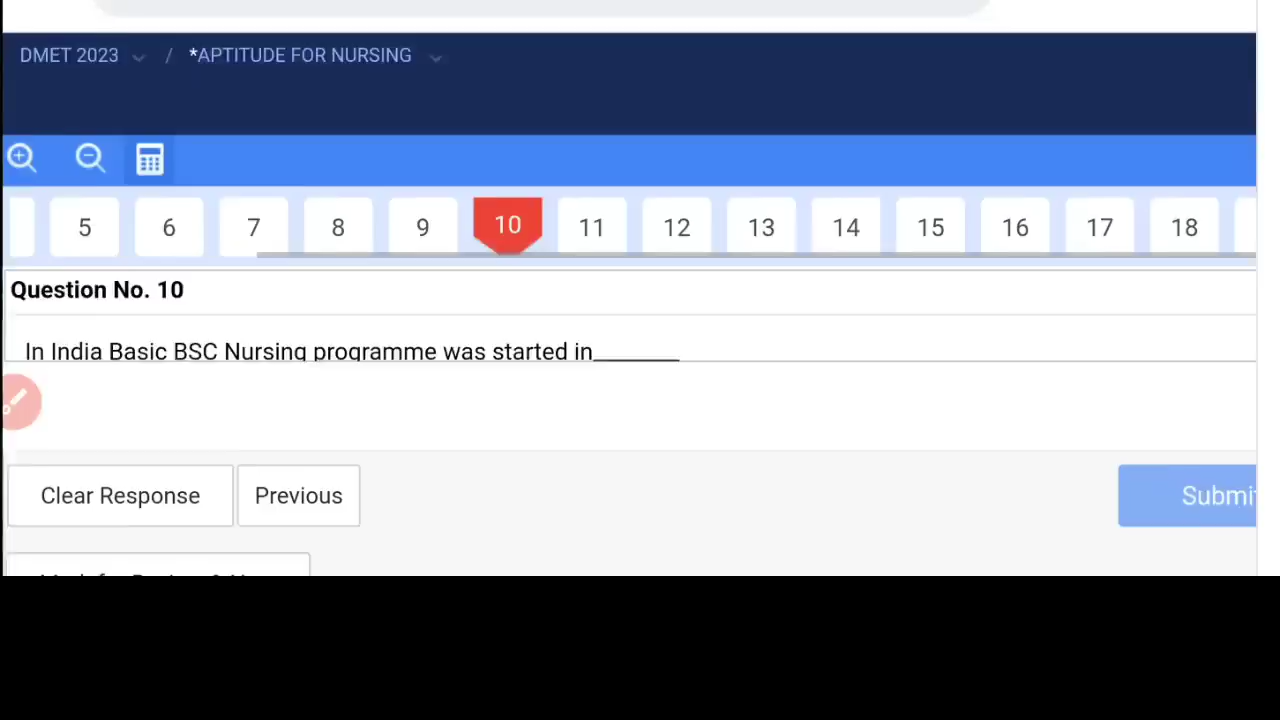 DMET 2023 / *APTITUDE FOR NURSING
5 6 7 8 9 10 11 12 13 14 15 16 17 18
Question No. 10
In India Basic BSC Nursing programme was started in_______
Clear Response Previous Submi